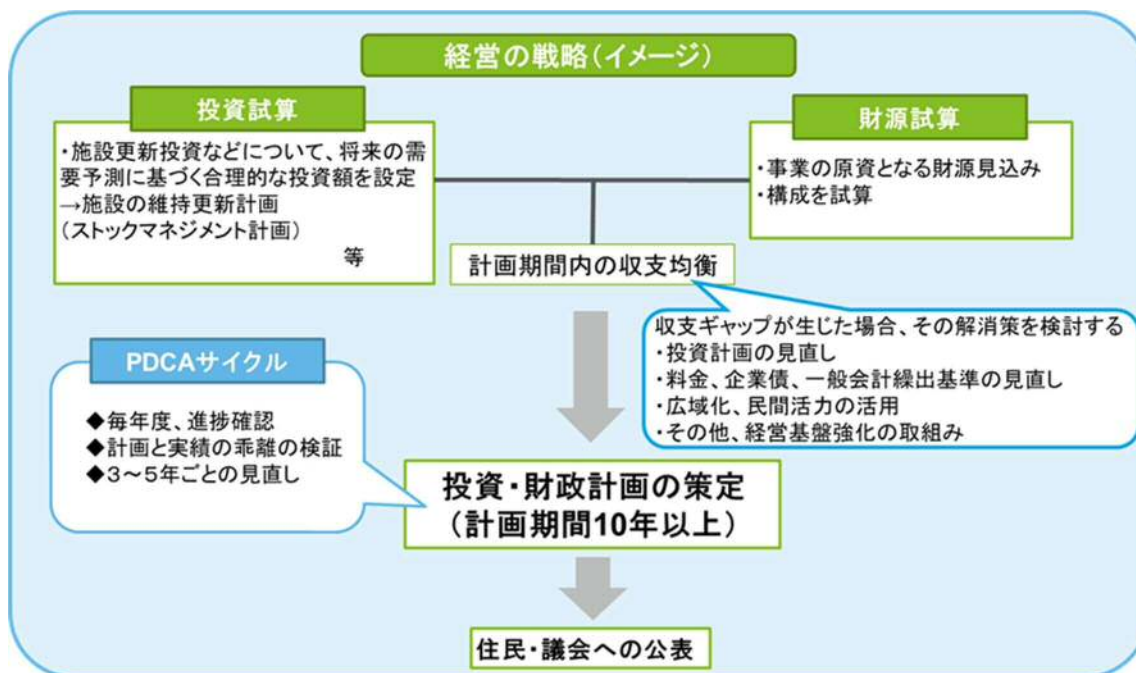 経営の戦略(イメージ)
投資試算
・施設更新投資などについて、将来の需
要予測に基づく合理的な投資額を設定
→施設の維持更新計画
(ストックマネジメント計画)
等
財源試算
・事業の原資となる財源見込み
・構成を試算
計画期間内の収支均衡
収支ギャップが生じた場合、その解消策を検討する
・投資計画の見直し
・料金、企業債、一般会計繰出基準の見直し
・広域化、民間活力の活用
・その他、経営基盤強化の取組み
PDCAサイクル
◆毎年度、進捗確認
◆計画と実績の乖離の検証
◆3~5年ごとの見直し
投資・財政計画の策定
(計画期間10年以上)
住民・議会への公表